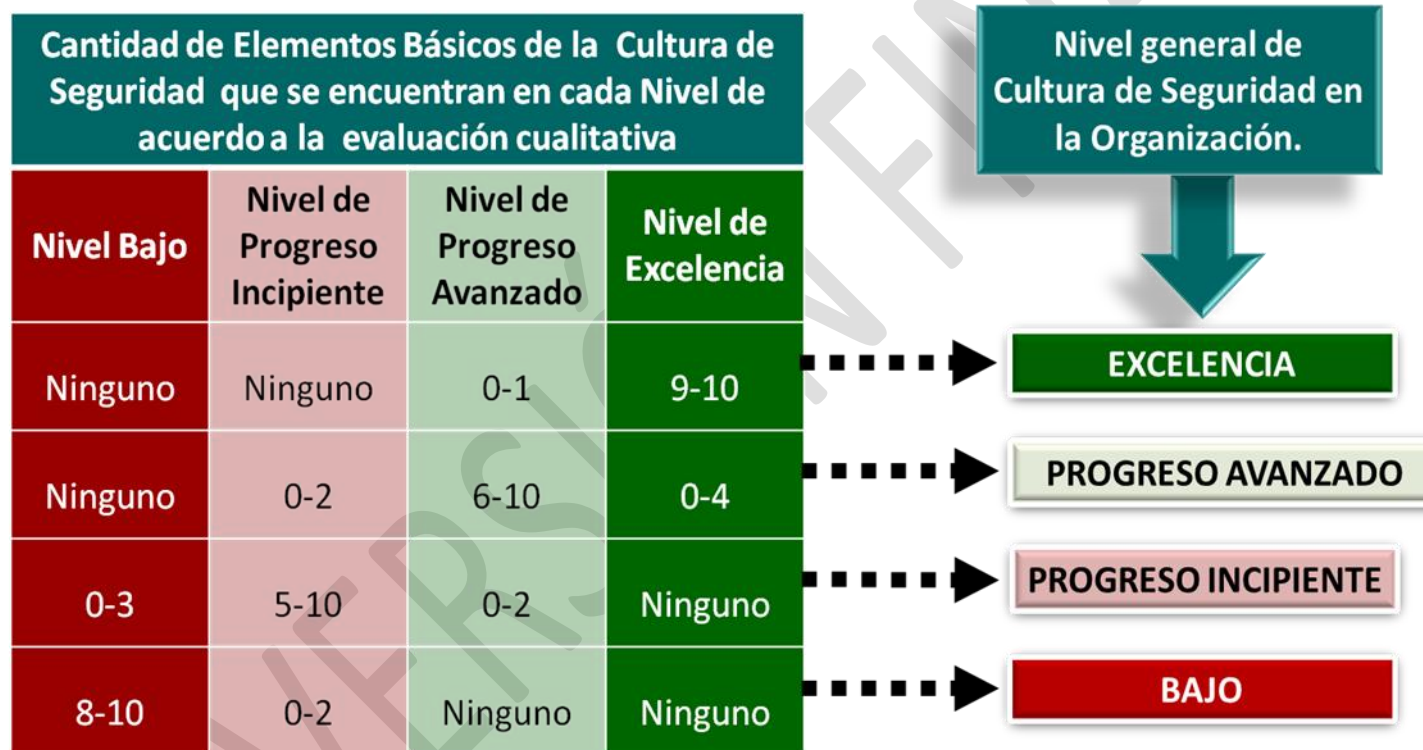 Cantidad de Elementos Básicos de la Cultura de
Seguridad que se encuentran en cada Nivel de
acuerdo a la evaluación cualitativa
Nivel general de
Cultura de Seguridad en
la Organización.
Nivel Bajo
Nivel de
Progreso
Incipiente
Nivel de
Progreso
Avanzado
Nivel de
Excelencia
Ninguno Ninguno 0-1 9-10 EXCELENCIA
Ninguno 0-2 6-10 0-4 PROGRESO AVANZADO
0-3 5-10 0-2 Ninguno PROGRESO INCIPIENTE
8-10 0-2 Ninguno Ninguno BAJO